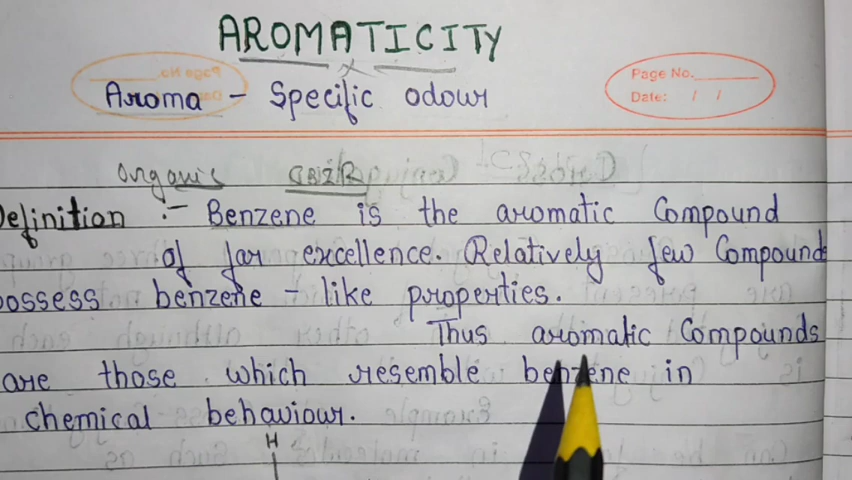 AROMATICITY
Aroma - Specific odour
Page No.
Date: / /
Organic
Definition :- Benzene is the aromatic Compound
of far excellence. Relatively few Compounds
possess benzene - like properties.
Thus aromatic Compounds
are those which resemble benzene in
chemical behaviour.
H